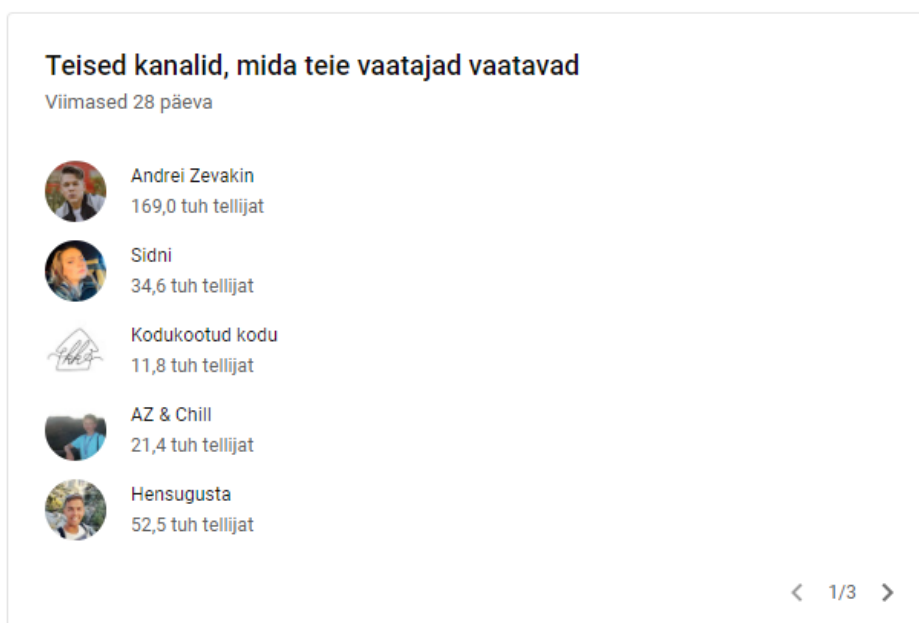 Teised kanalid, mida teie vaatajad vaatavad
Viimased 28 päeva
Andrei Zevakin
169,0 tuh tellijat
Sidni
34,6 tuh tellijat
Kodukootud kodu
11,8 tuh tellijat
AZ & Chill
21,4 tuh tellijat
Hensugusta
52,5 tuh tellijat
1/3